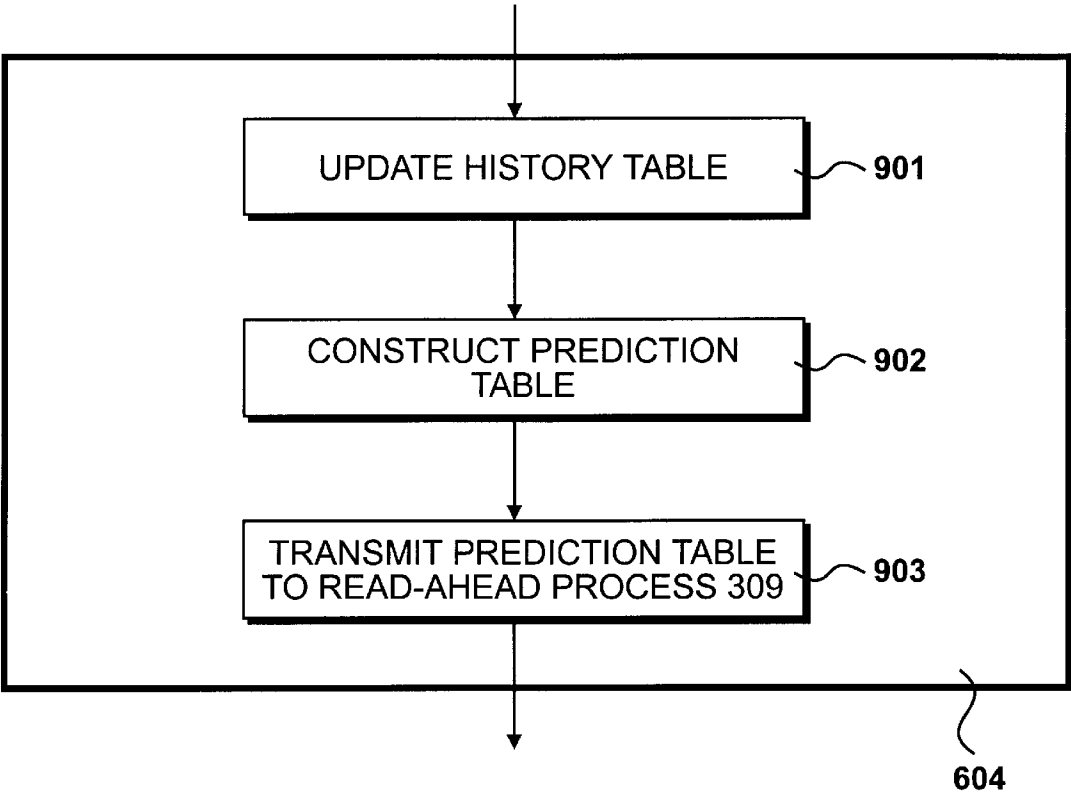 UPDATE HISTORY TABLE
901
CONSTRUCT PREDICTION
TABLE
902
TRANSMIT PREDICTION TABLE
TO READ-AHEAD PROCESS 309
903
604